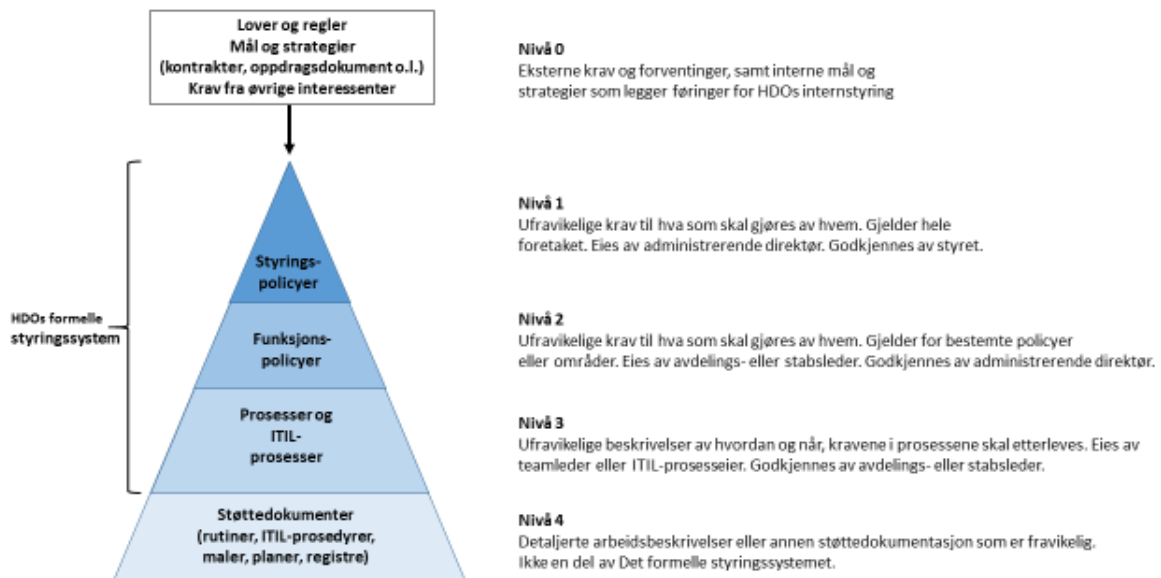 Lover og regler
Mål og strategier
(kontrakter, oppdragsdokument o.l.)
Krav fra øvrige interessenter
Nivå 0
Eksterne krav og forventinger, samt interne mål og
strategier som legger føringer for HDOs internstyring
Nivå 1
Ufravikelige krav til hva som skal gjøres av hvem. Gjelder hele
foretaket. Eies av administrerende direktør. Godkjennes av styret.
Styrings-
policyer
HDOs formelle
styringssystem
Nivå 2
Ufravikelige krav til hva som skal gjøres av hvem. Gjelder for bestemte policyer
eller områder. Eies av avdelings- eller stabsleder. Godkjennes av administrerende direktør.
Funksjons-
policyer
Nivå 3
Ufravikelige beskrivelser av hvordan og når, kravene i prosessene skal etterleves. Eies av
teamleder eller ITIL-prosesseier. Godkjennes av avdelings- eller stabsleder.
Prosesser og
ITIL-
prosesser
Støttedokumenter
(rutiner, ITIL-prosedyrer,
maler, planer, registre)
Nivå 4
Detaljerte arbeidsbeskrivelser eller annen støttedokumentasjon som er fravikelig.
Ikke en del av Det formelle styringssystemet.